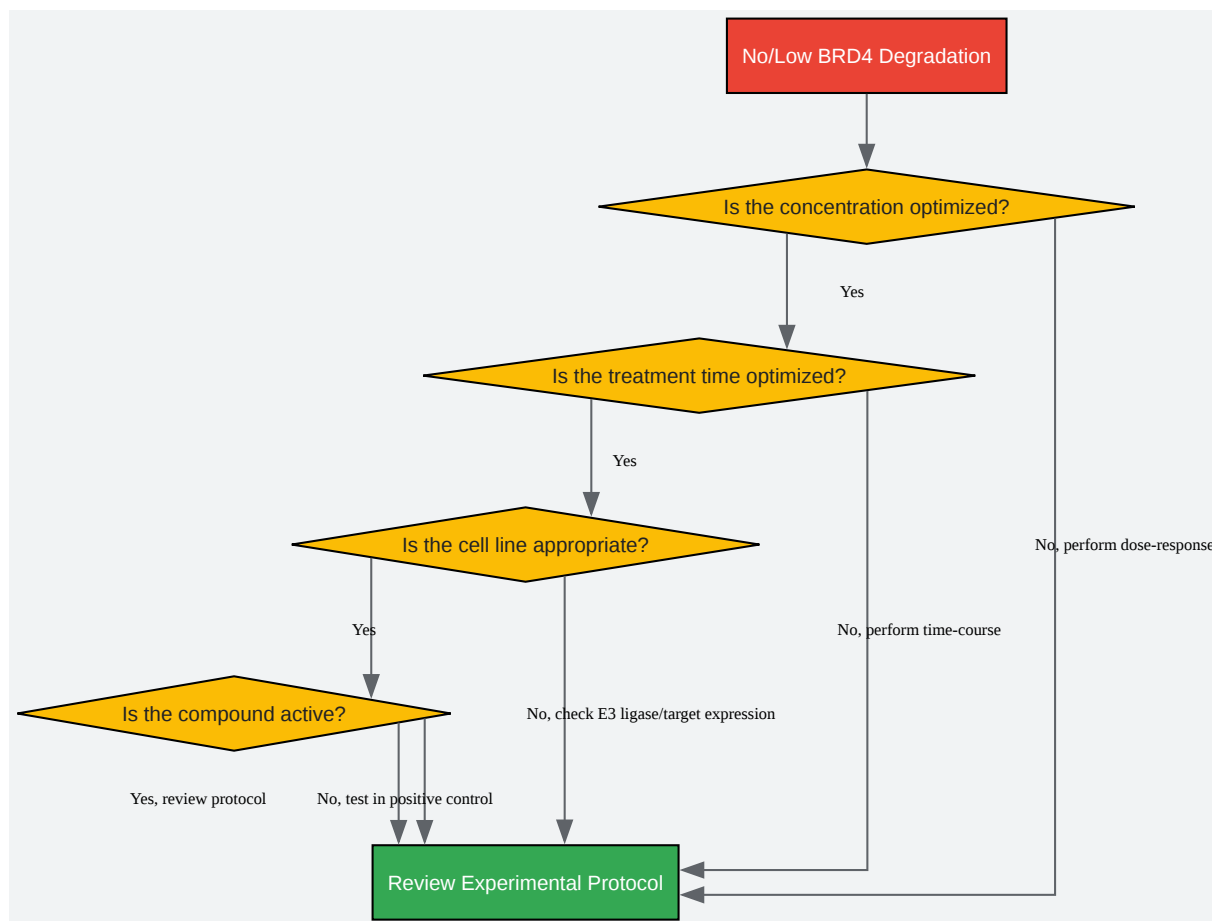 No/Low BRD4 Degradation
Is the concentration optimized?
Yes
Is the treatment time optimized?
Yes
Is the cell line appropriate?
No, perform dose-response
Yes
No, perform time-course
Is the compound active?
No, check E3 ligase/target expression
Yes, review protocol
No, test in positive control
Review Experimental Protocol